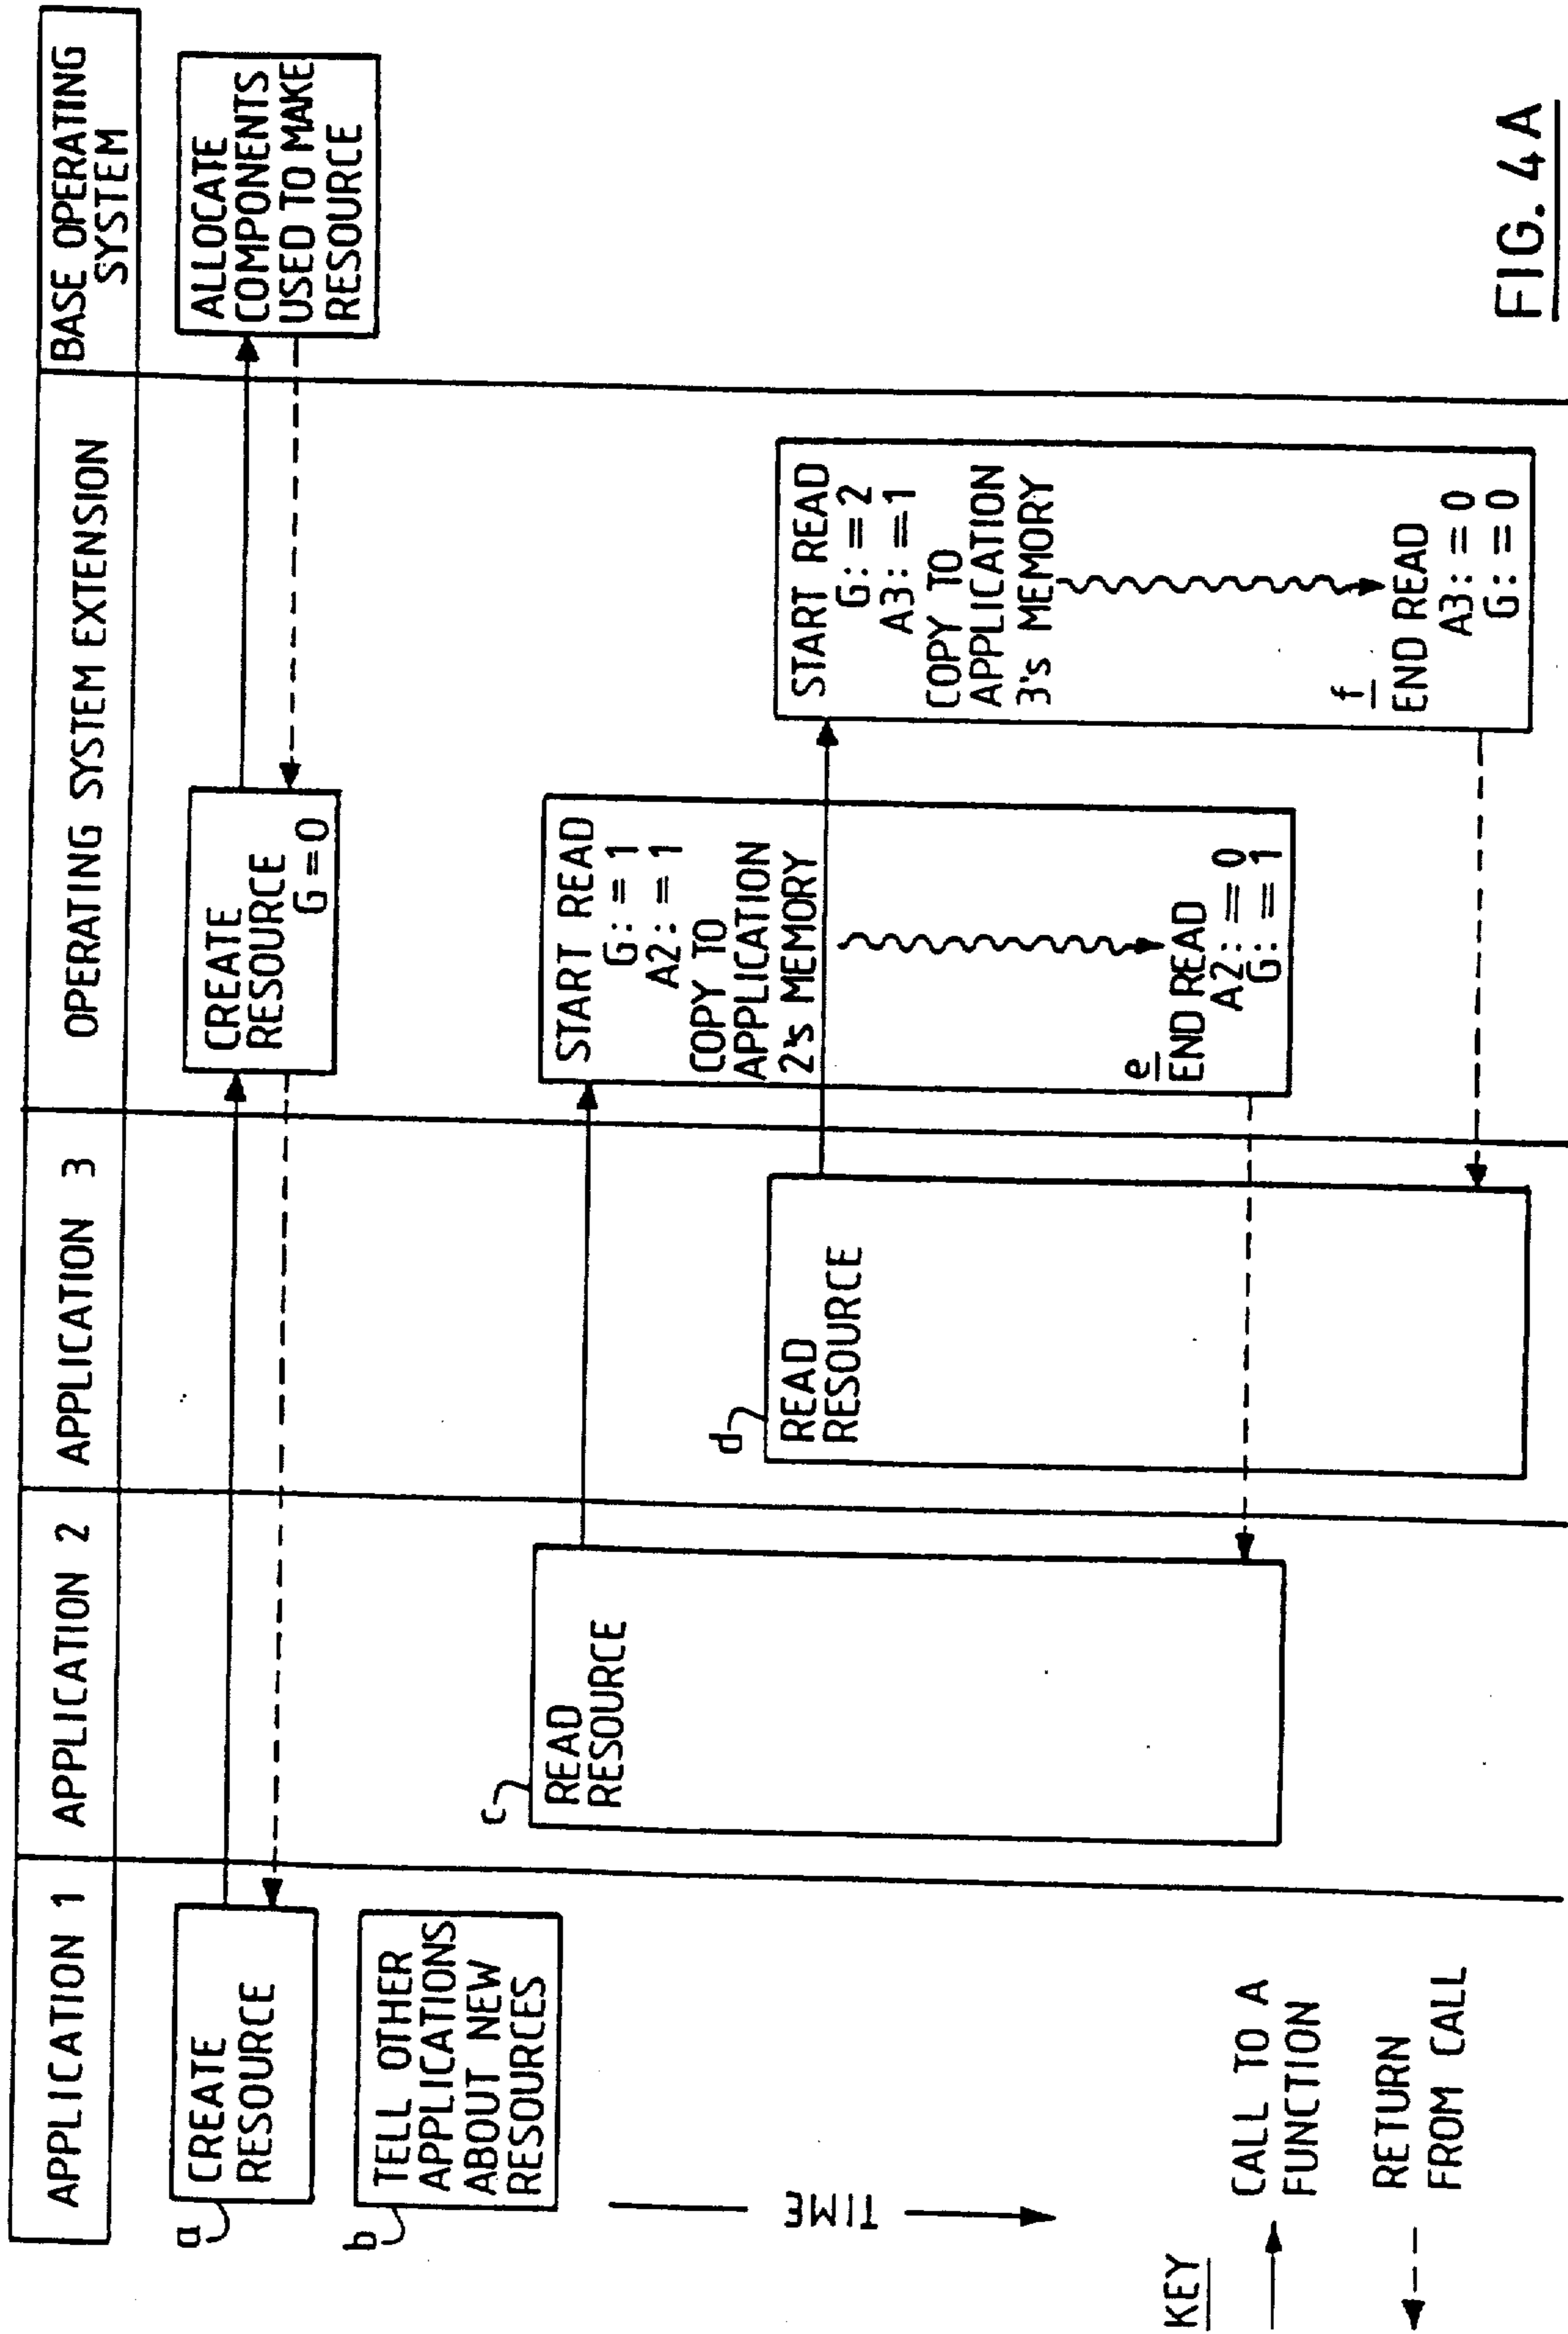 APPLICATION 1
APPLICATION 2
APPLICATION 3
OPERATING SYSTEM EXTENSION
BASE OPERATING
SYSTEM
a
CREATE
RESOURCE
CREATE
RESOURCE
G = 0
ALLOCATE
COMPONENTS
USED TO MAKE
RESOURCE
b
TELL OTHER
APPLICATIONS
ABOUT NEW
RESOURCES
c
READ
RESOURCE
START READ
G: = 1
A2: = 1
COPY TO
APPLICATION
2's MEMORY
e
END READ
A2: = 0
G: = 1
d
READ
RESOURCE
START READ
G: = 2
A3: = 1
COPY TO
APPLICATION
3's MEMORY
f
END READ
A3: = 0
G: = 0
TIME
KEY
CALL TO A
FUNCTION
RETURN
FROM CALL
FIG. 4A